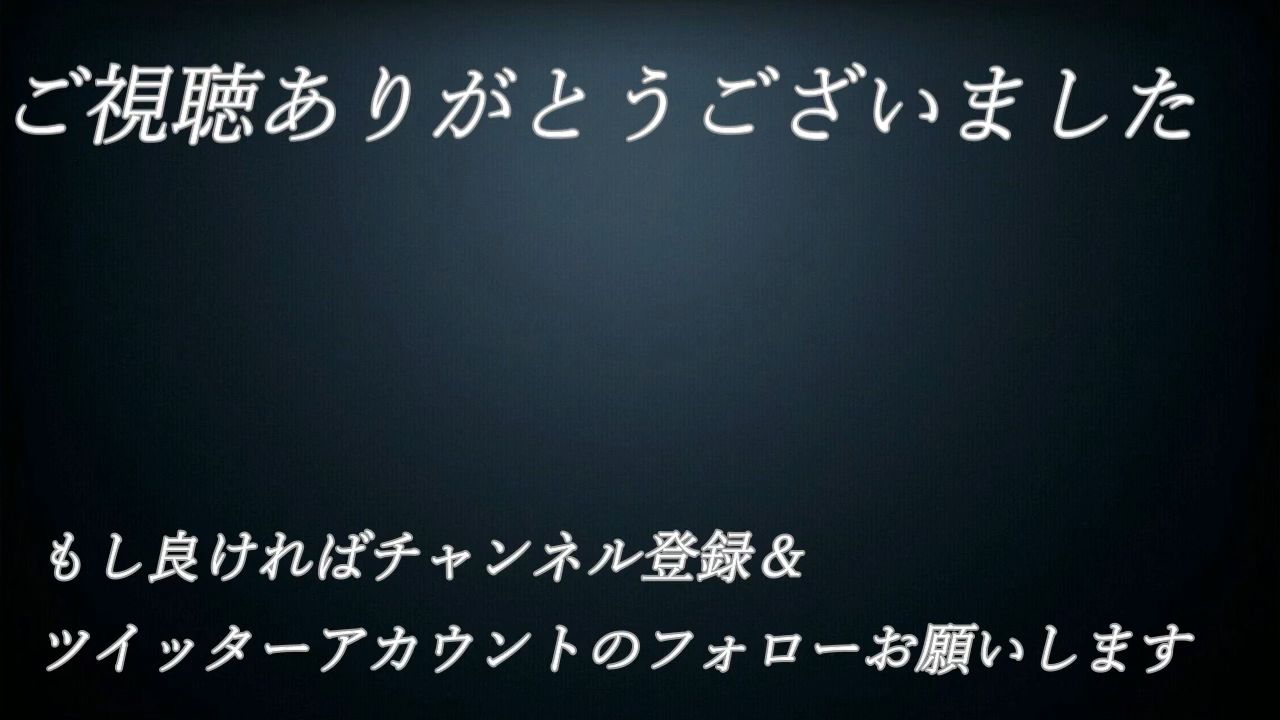 ご視聴ありがとうございました
もし良ければチャンネル登録＆
ツイッターアカウントのフォローお願いします